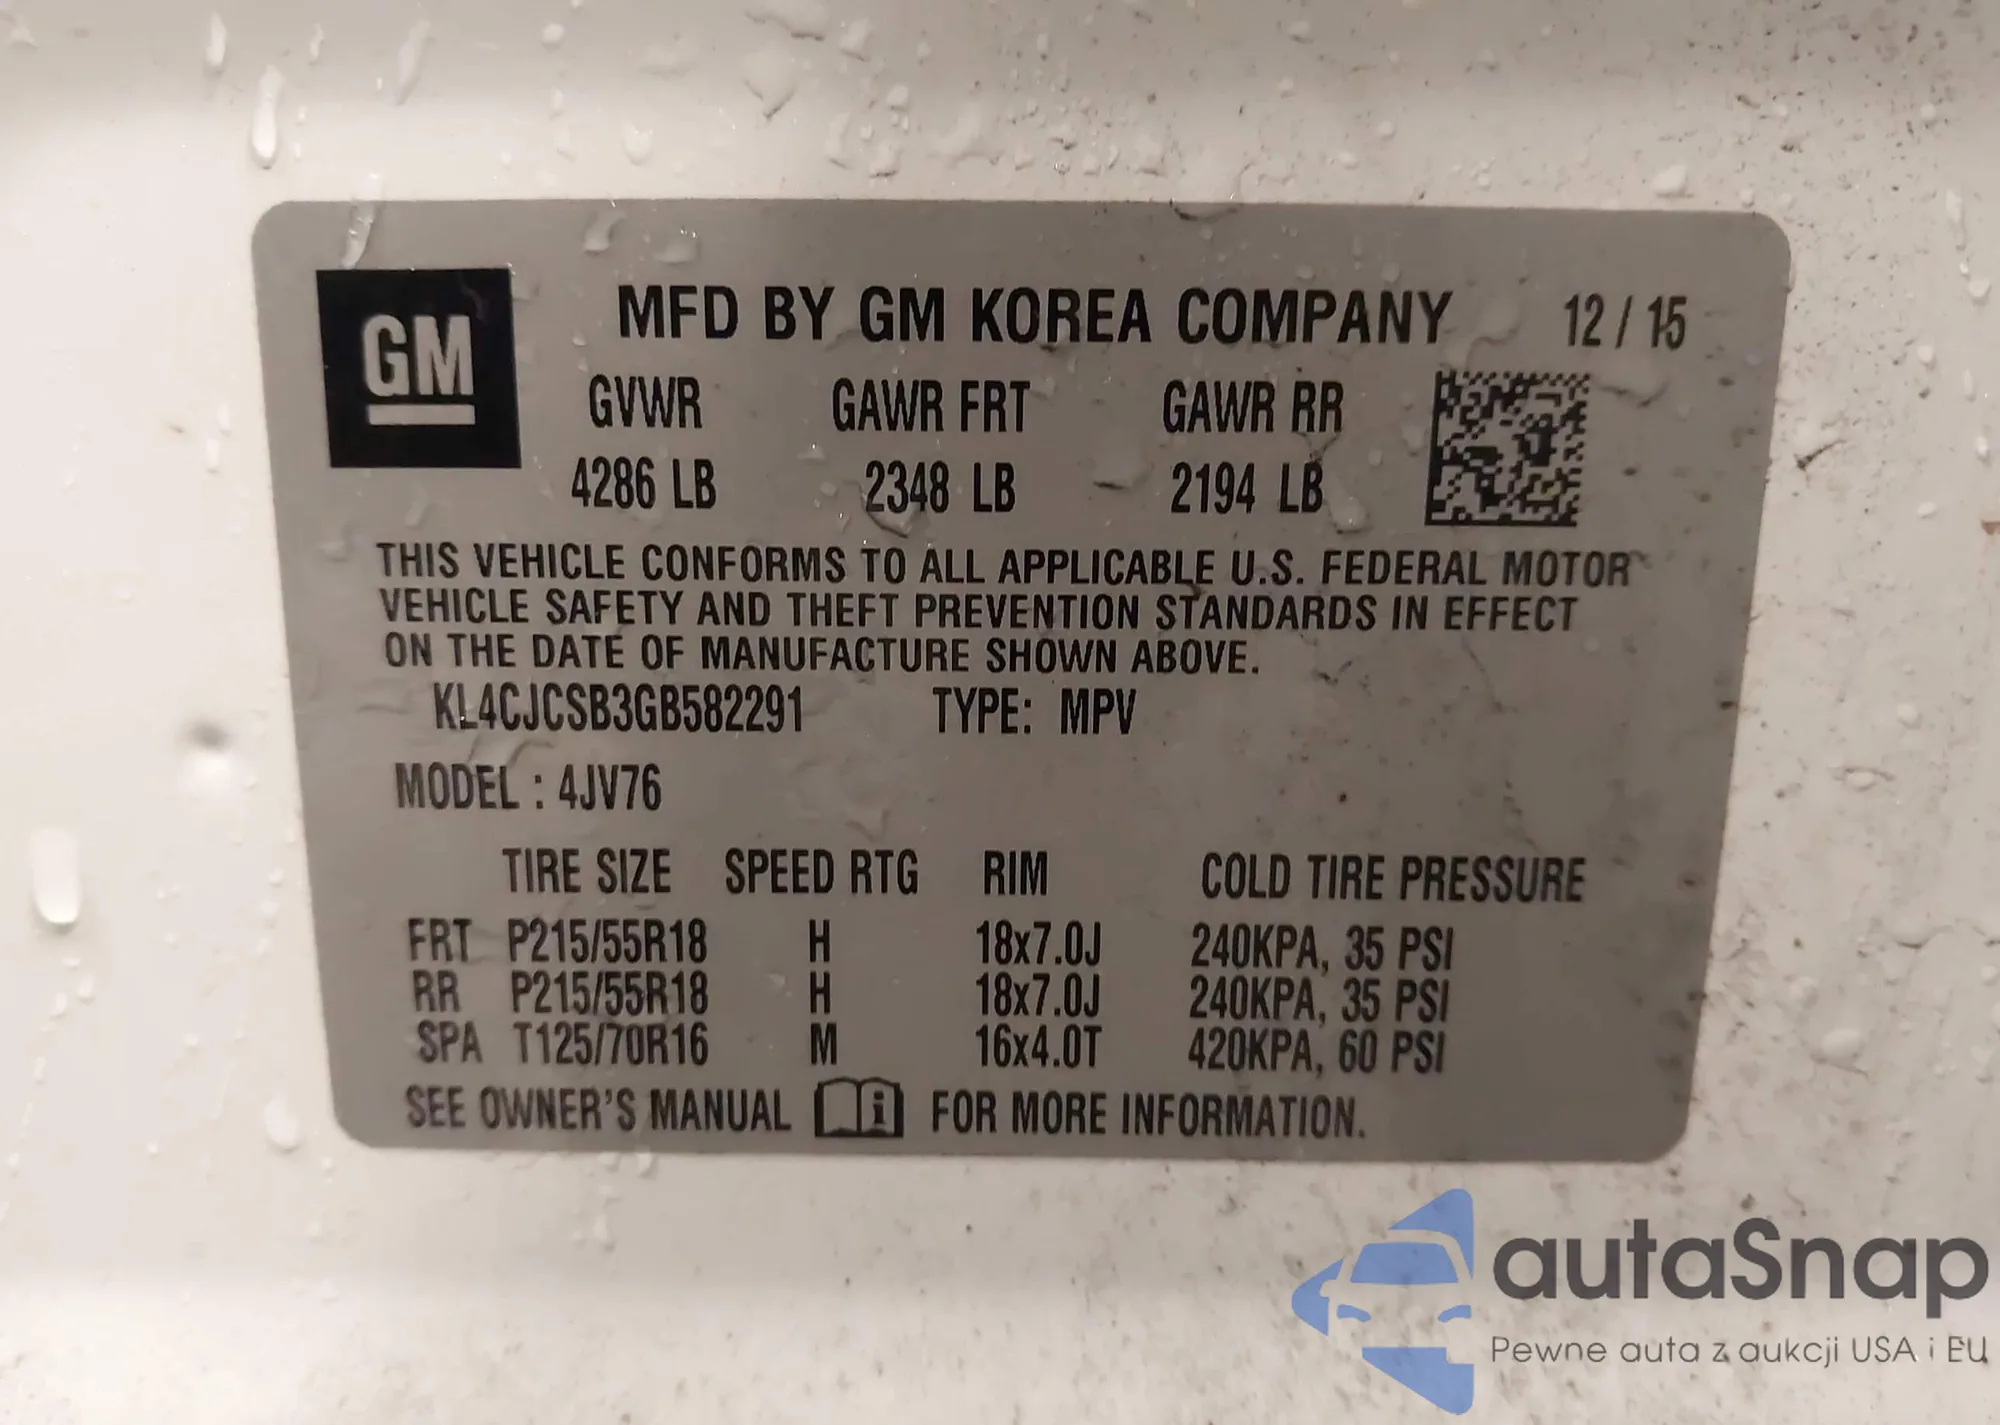 GM
MFD BY GM KOREA COMPANY 12 / 15
GVWR GAWR FRT GAWR RR
4286 LB 2348 LB 2194 LB
THIS VEHICLE CONFORMS TO ALL APPLICABLE U.S. FEDERAL MOTOR
VEHICLE SAFETY AND THEFT PREVENTION STANDARDS IN EFFECT
ON THE DATE OF MANUFACTURE SHOWN ABOVE.
KL4CJCSB3GB582291 TYPE: MPV
MODEL : 4JV76
TIRE SIZE SPEED RTG RIM COLD TIRE PRESSURE
FRT P215/55R18 H 18x7.0J 240KPA, 35 PSI
RR P215/55R18 H 18x7.0J 240KPA, 35 PSI
SPA T125/70R16 M 16x4.0T 420KPA, 60 PSI
SEE OWNER'S MANUAL i FOR MORE INFORMATION.
autaSnap
Pewne auta z aukcji USA i EU